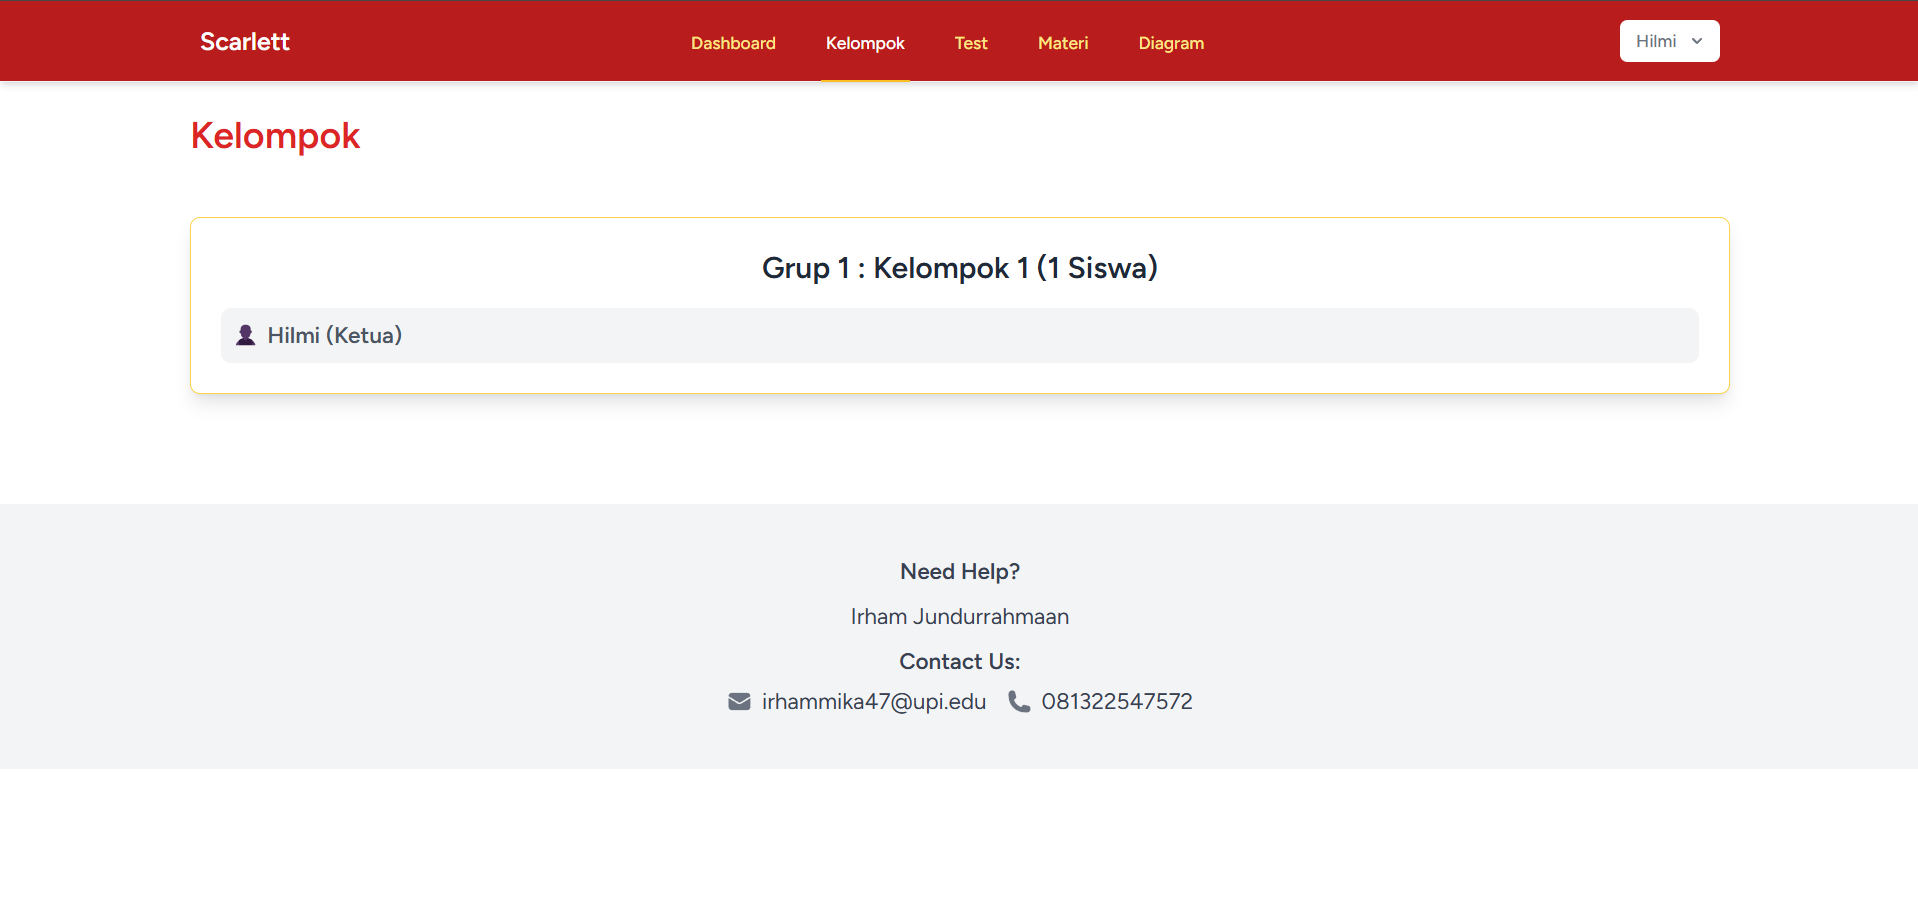 Scarlett
Dashboard Kelompok Test Materi Diagram
Hilmi
Kelompok
Grup 1 : Kelompok 1 (1 Siswa)
Hilmi (Ketua)
Need Help?
Irham Jundurrahmaan
Contact Us:
irhammika47@upi.edu 081322547572